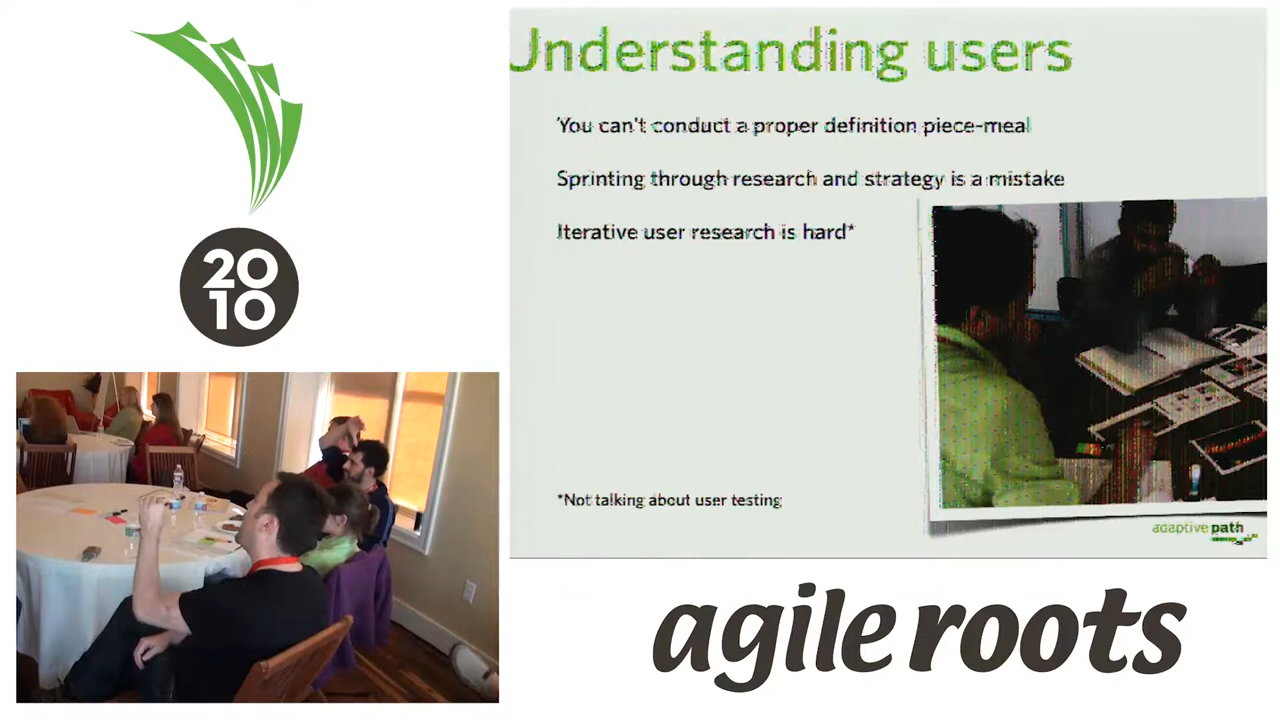 20
10
Understanding users
You can't conduct a proper definition piece-meal
Sprinting through research and strategy is a mistake
Iterative user research is hard*
*Not talking about user testing
adaptive path
agile roots